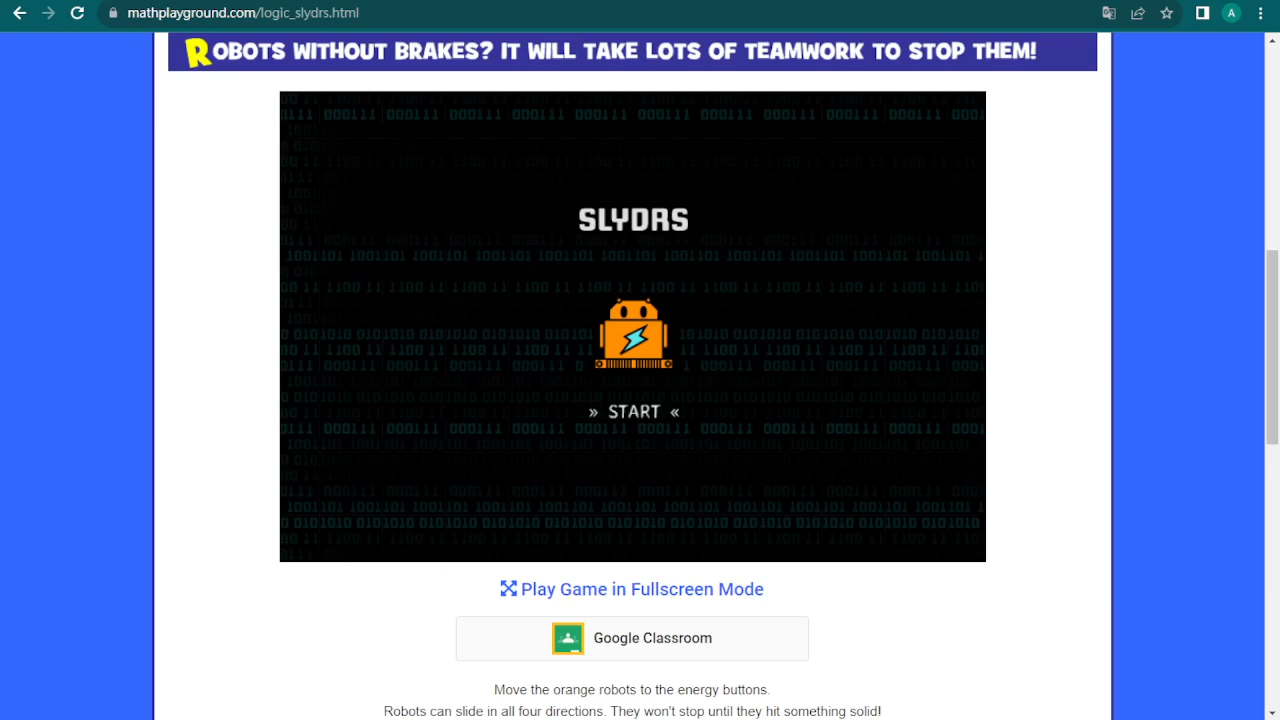 mathplayground.com/logic_slydrs.html
A
ROBOTS WITHOUT BRAKES? IT WILL TAKE LOTS OF TEAMWORK TO STOP THEM!
SLYDRS
» START «
Play Game in Fullscreen Mode
Google Classroom
Move the orange robots to the energy buttons.
Robots can slide in all four directions. They won't stop until they hit something solid!